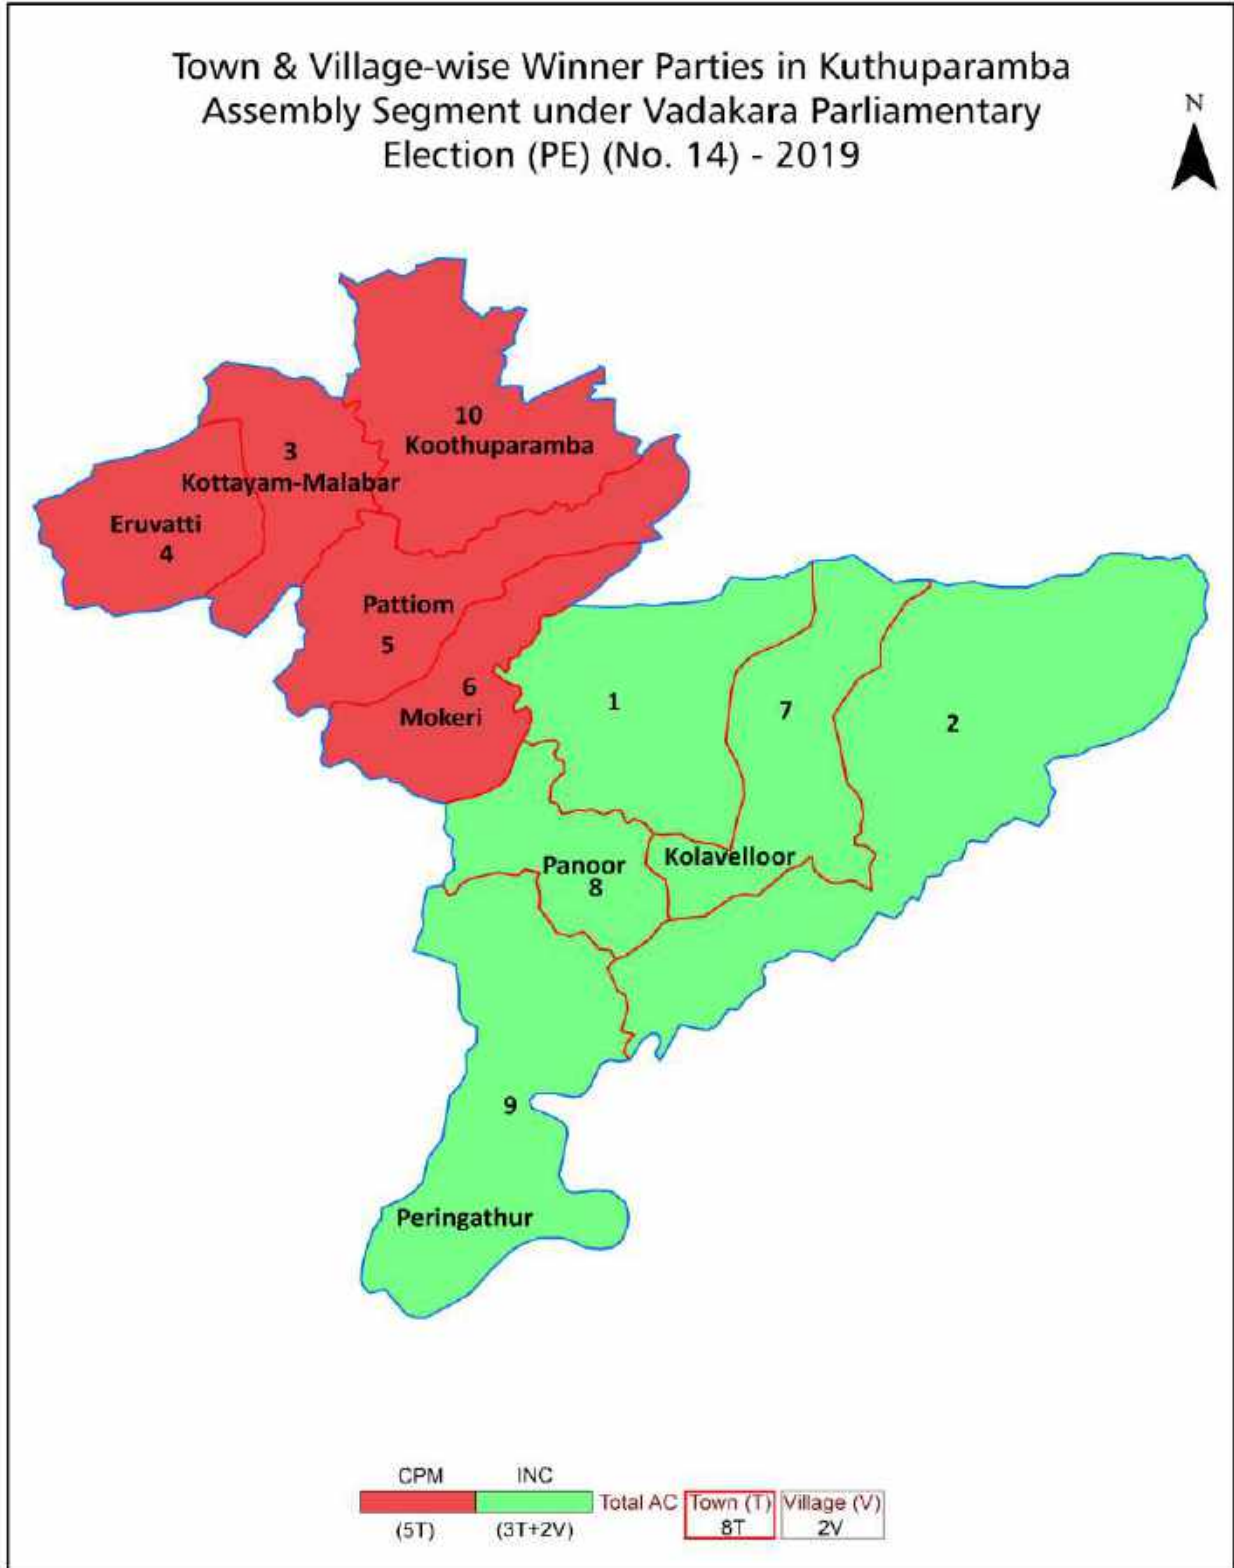 Town & Village-wise Winner Parties in Kuthuparamba
Assembly Segment under Vadakara Parliamentary
Election (PE) (No. 14) - 2019
N
10
Koothuparamba
3
Kottayam-Malabar
Eruvatti
4
Pattiom
5
6
Mokeri
1
7
2
Panoor
8
Kolavelloor
9
Peringathur
CPM INC
Total AC Town (T) Village (V)
(5T) (3T+2V) 8T 2V